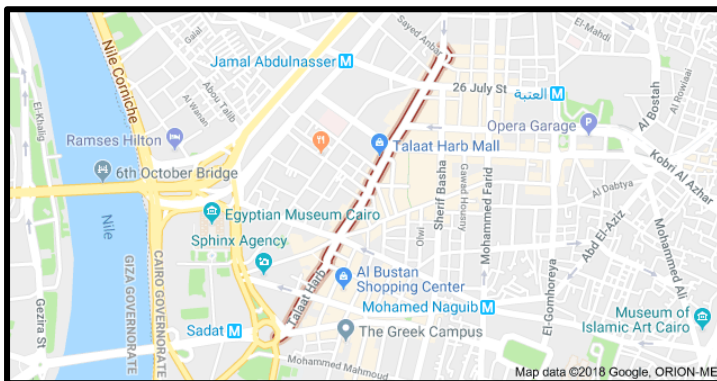 Sayed Anbar
El-Mahdi
Galal
Jamal Abdulnasser M
26 July St
Al Rowiaai
Nile Corniche
Abou Talib
Al Wanan
العتبة M
Al Bostah
El-Khalig
Opera Garage P
Ramses Hilton
Talaat Harb Mall
Kobri Al Azhar
6th October Bridge
Sherif Basha
Gawad Housny
Mohammed Farid
Al Dabtya
Egyptian Museum Cairo
Nile
Olwi
Abd El-Aziz
Sphinx Agency
Mohammed Ali
GIZA GOVERNORATE
CAIRO GOVERNORATE
Talaat Harb
Al Bustan
Shopping Center
El-Gomhoreya
Gezira St
Mohamed Naguib M
Museum of
Islamic Art Cairo
Sadat M
The Greek Campus
Mohammed Mahmoud
Map data ©2018 Google, ORION-ME